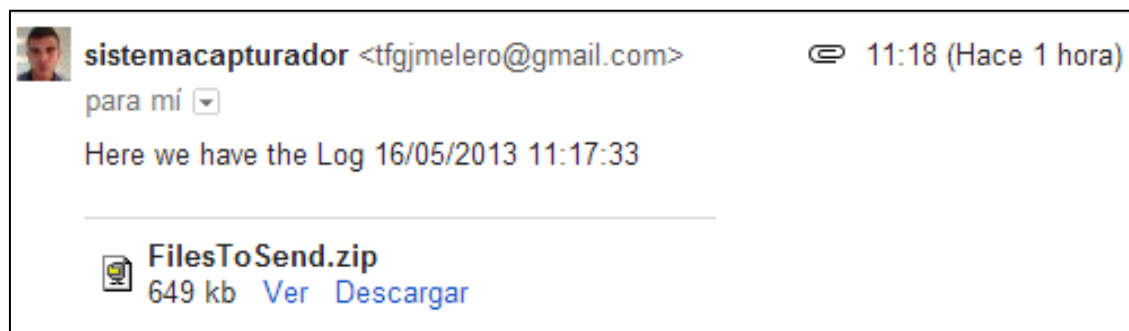 sistemacapturador <tfgjmelero@gmail.com> 11:18 (Hace 1 hora)
para mí
Here we have the Log 16/05/2013 11:17:33
FilesToSend.zip
649 kb Ver Descargar